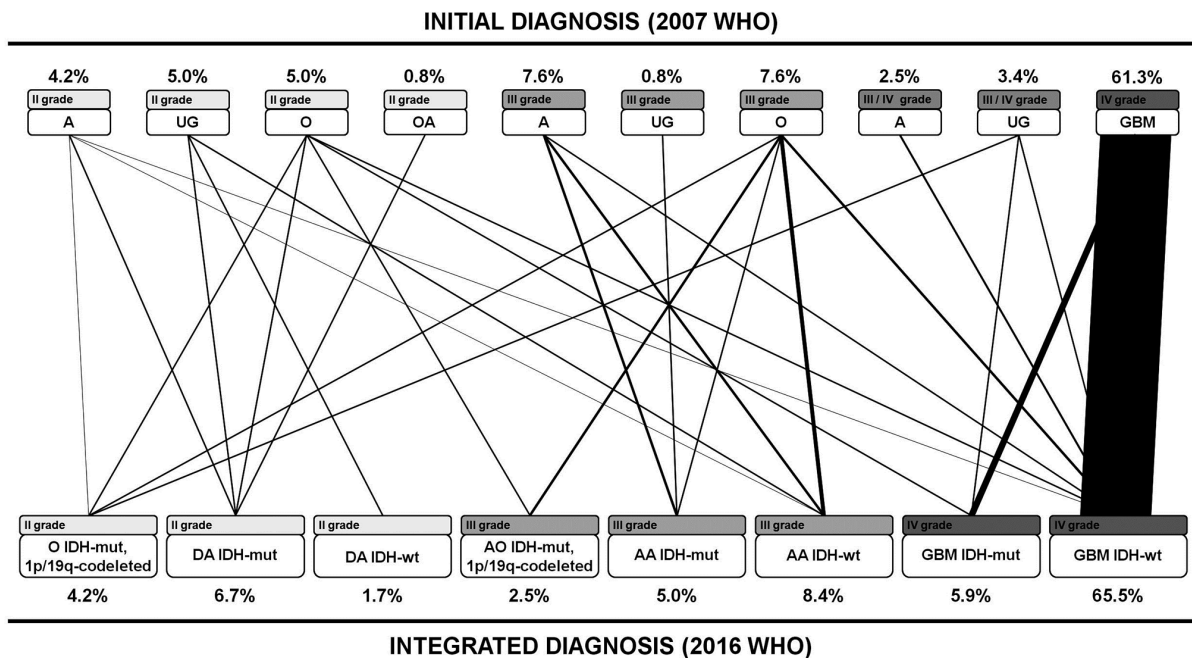 INITIAL DIAGNOSIS (2007 WHO)
4.2% 5.0% 5.0% 0.8% 7.6% 0.8% 7.6% 2.5% 3.4% 61.3%
II grade II grade II grade II grade III grade III grade III grade III / IV grade III / IV grade IV grade
A UG O OA A UG O A UG GBM
II grade II grade II grade III grade III grade III grade IV grade IV grade
O IDH-mut, 1p/19q-codeleted DA IDH-mut DA IDH-wt AO IDH-mut, 1p/19q-codeleted AA IDH-mut AA IDH-wt GBM IDH-mut GBM IDH-wt
4.2% 6.7% 1.7% 2.5% 5.0% 8.4% 5.9% 65.5%
INTEGRATED DIAGNOSIS (2016 WHO)